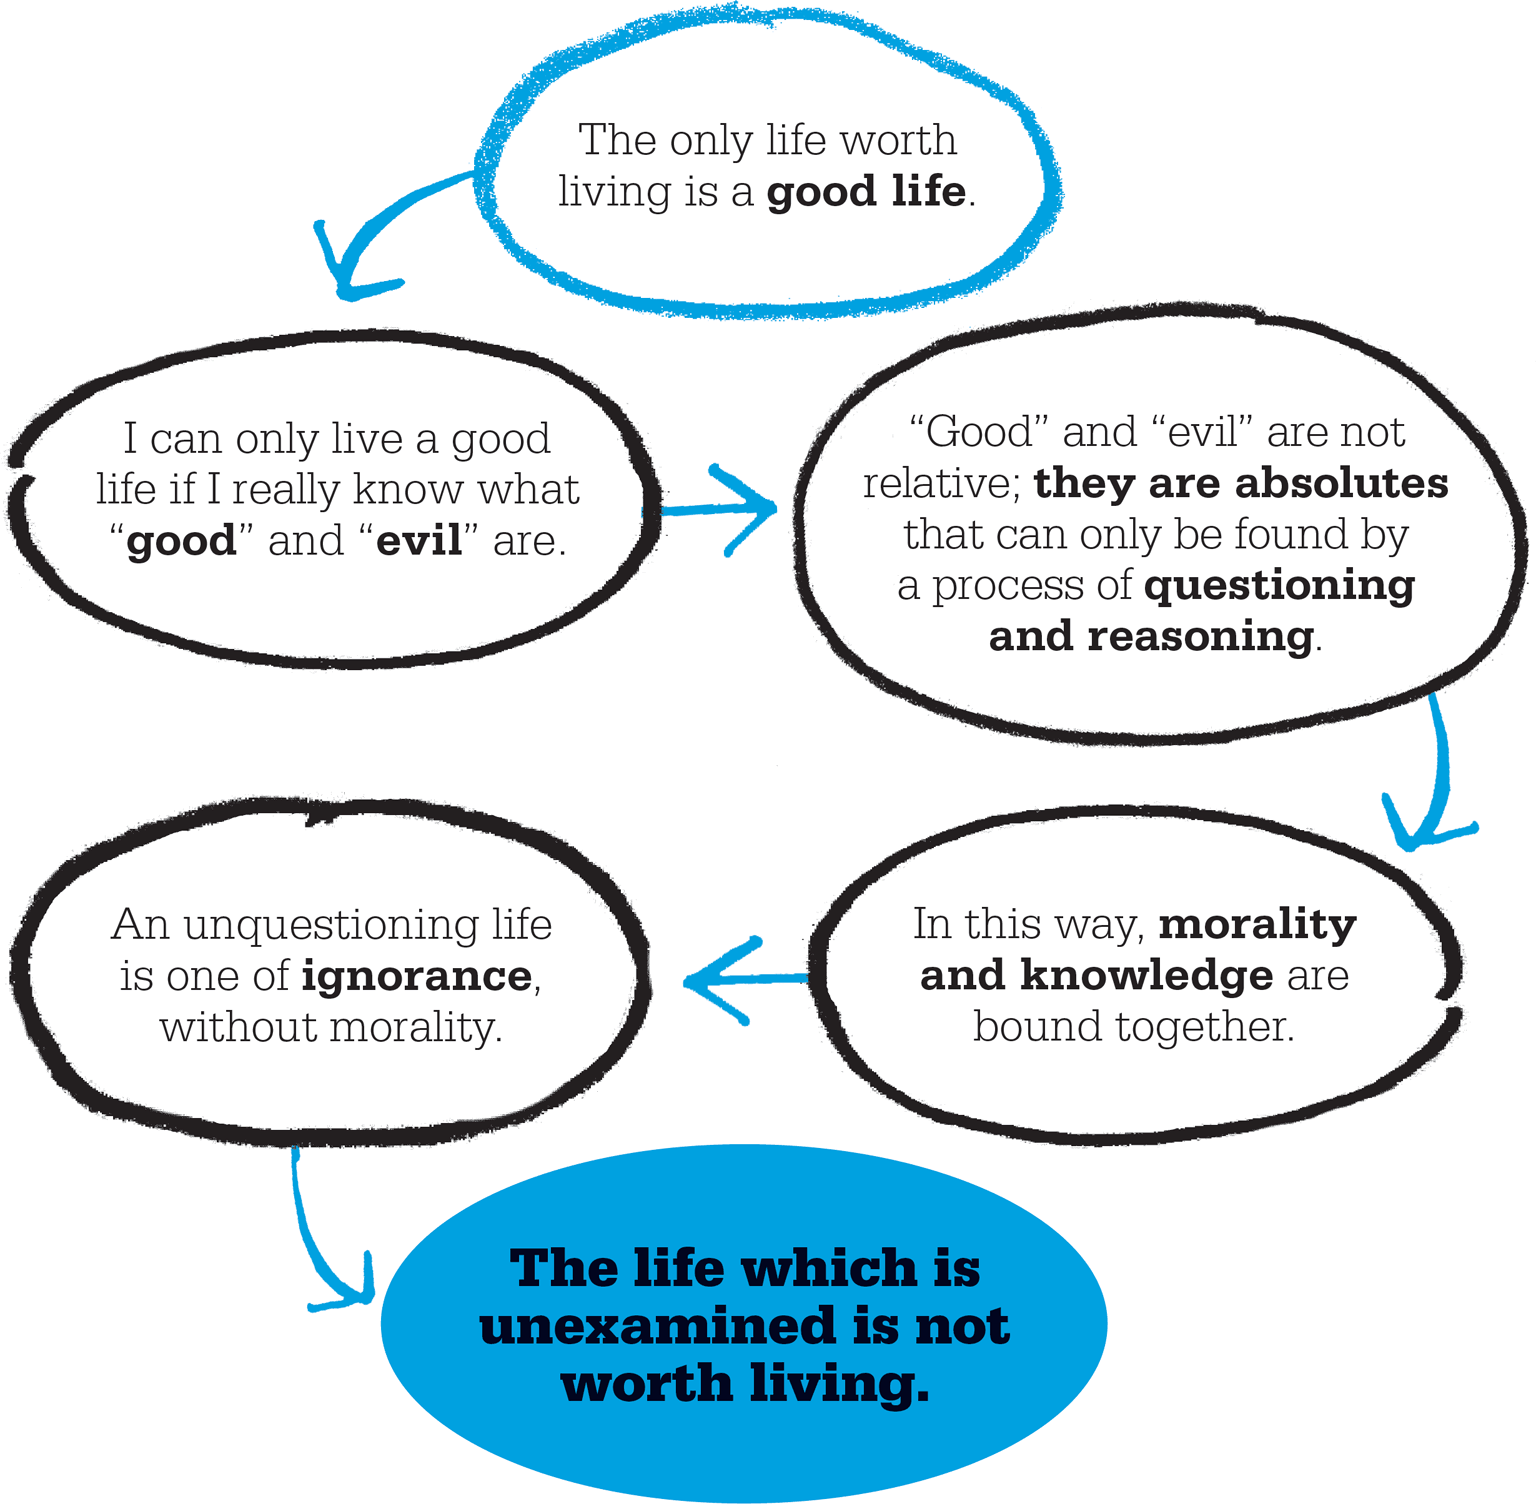 The only life worth
living is a good life.
I can only live a good
life if I really know what
“good” and “evil” are.
“Good” and “evil” are not
relative; they are absolutes
that can only be found by
a process of questioning
and reasoning.
In this way, morality
and knowledge are
bound together.
An unquestioning life
is one of ignorance,
without morality.
The life which is
unexamined is not
worth living.